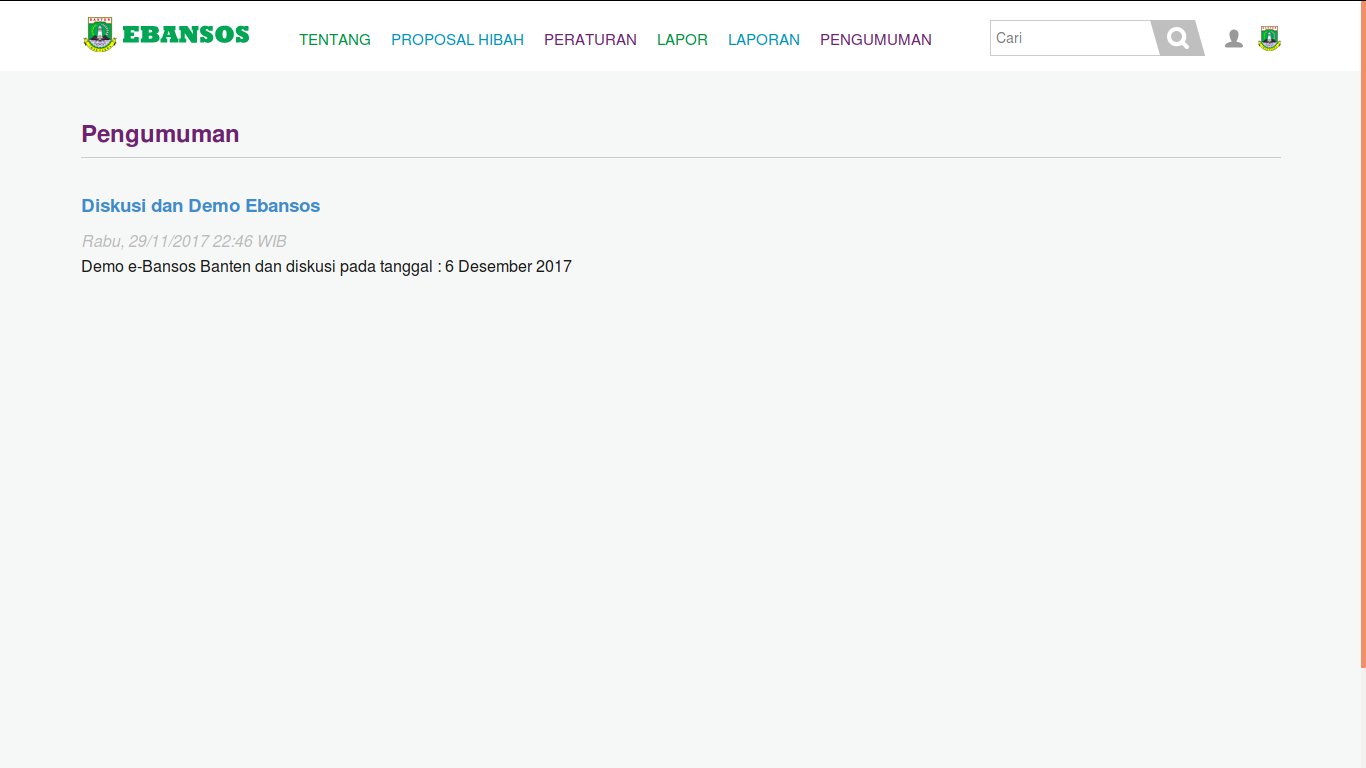 BANTEN
EBANSOS
TENTANG PROPOSAL HIBAH PERATURAN LAPOR LAPORAN PENGUMUMAN
Cari
Pengumuman
Diskusi dan Demo Ebansos
Rabu, 29/11/2017 22:46 WIB
Demo e-Bansos Banten dan diskusi pada tanggal : 6 Desember 2017